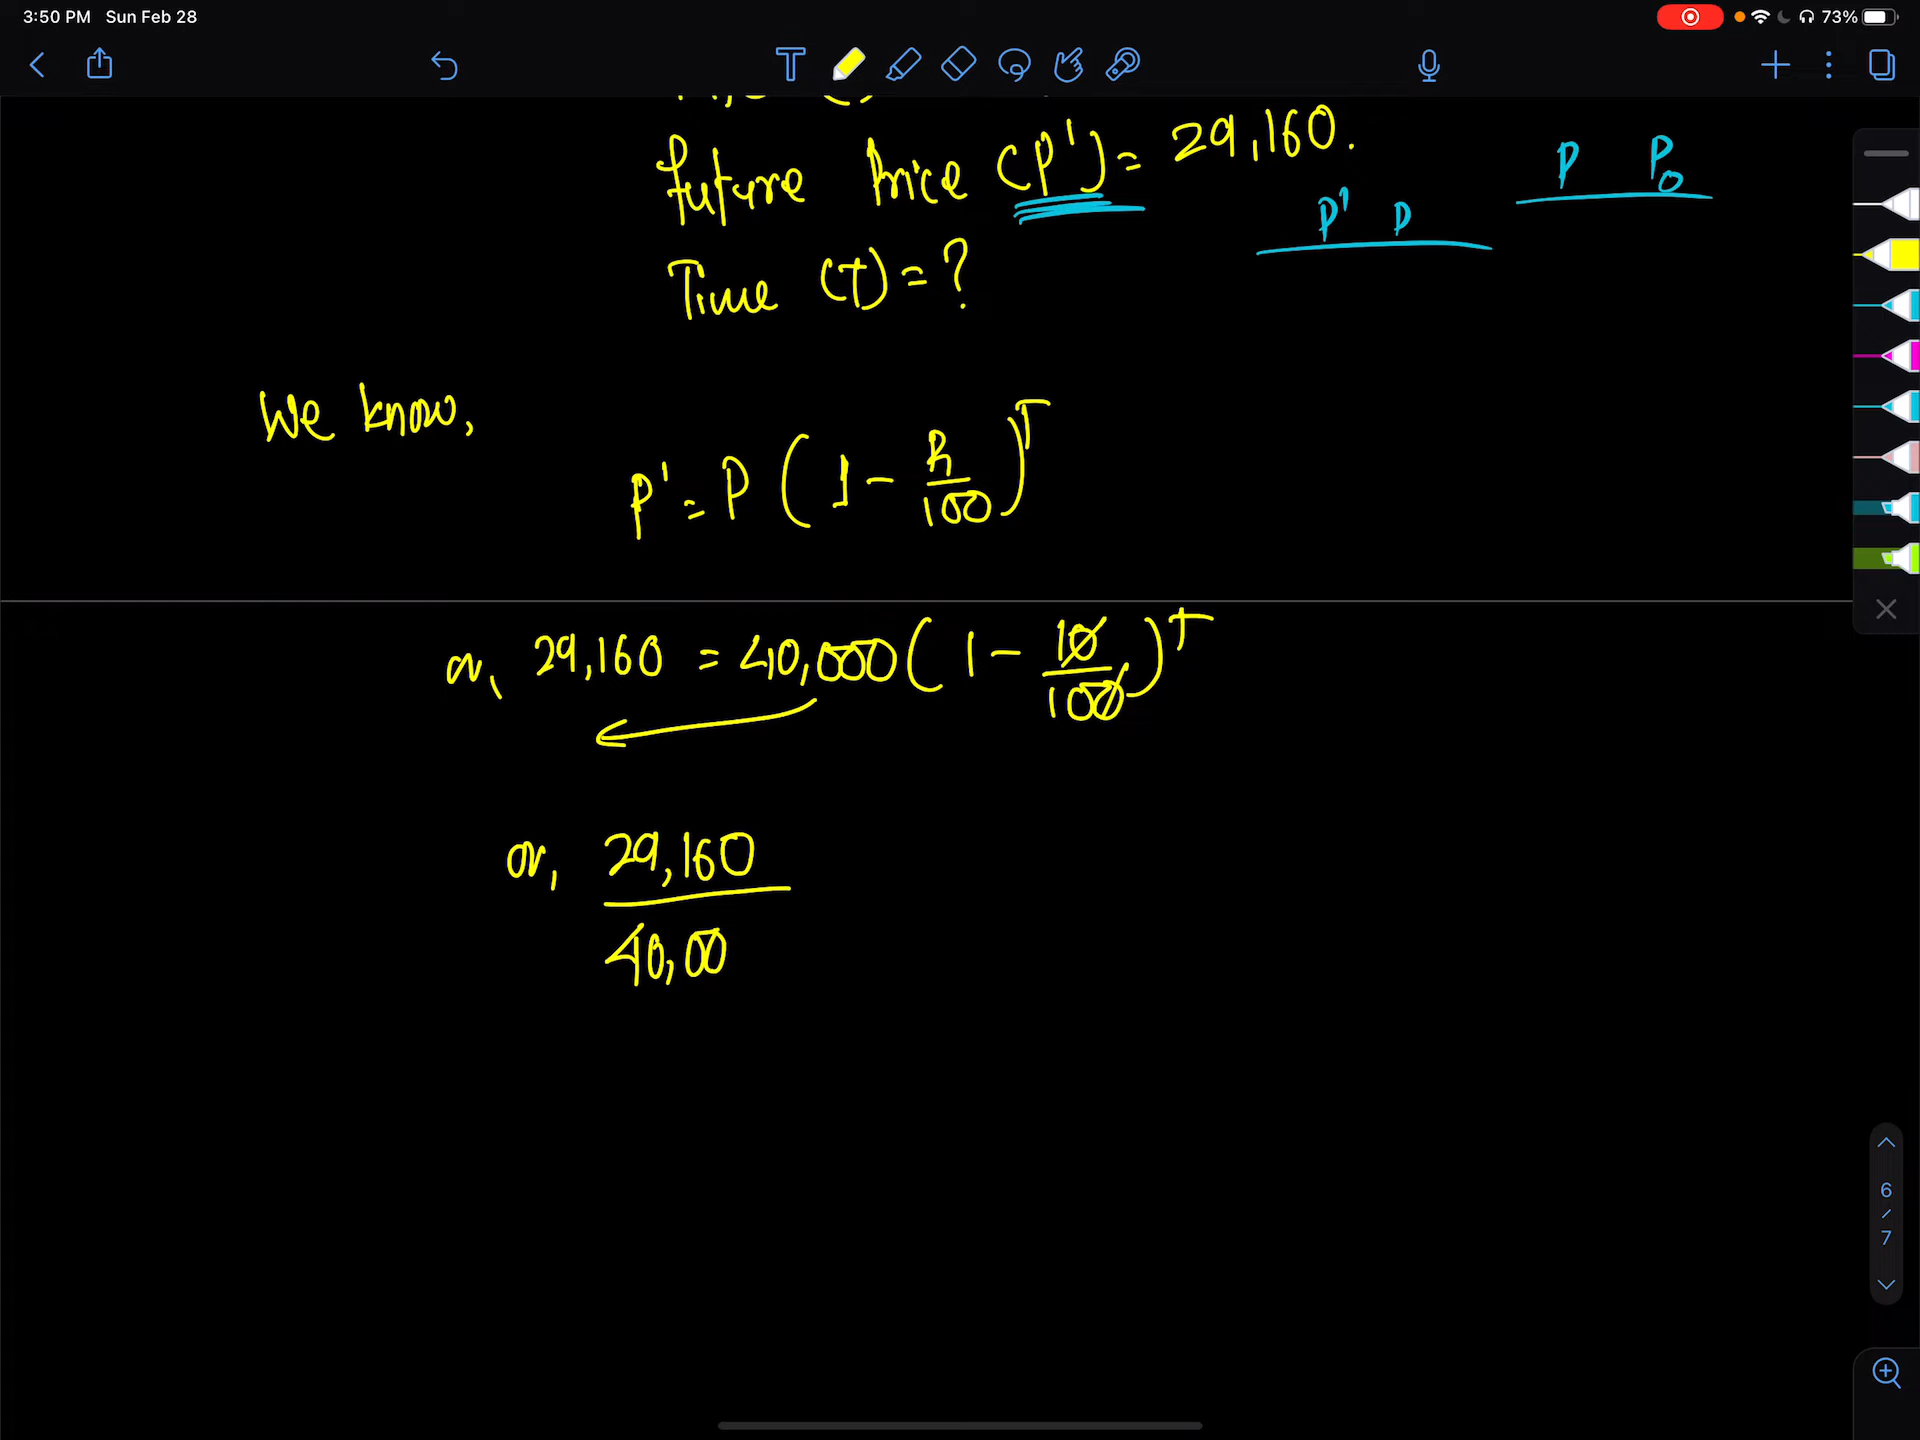 3:50 PM Sun Feb 28
73%
T
future Price (P') = 29,160.
P P₀
P' P
Time (T) = ?
We know,
P' = P ( 1 - R/100 )ᵀ
or, 29,160 = 40,000 ( 1 - 10/100 )ᵀ
or, 29,160
40,00
6
/
7